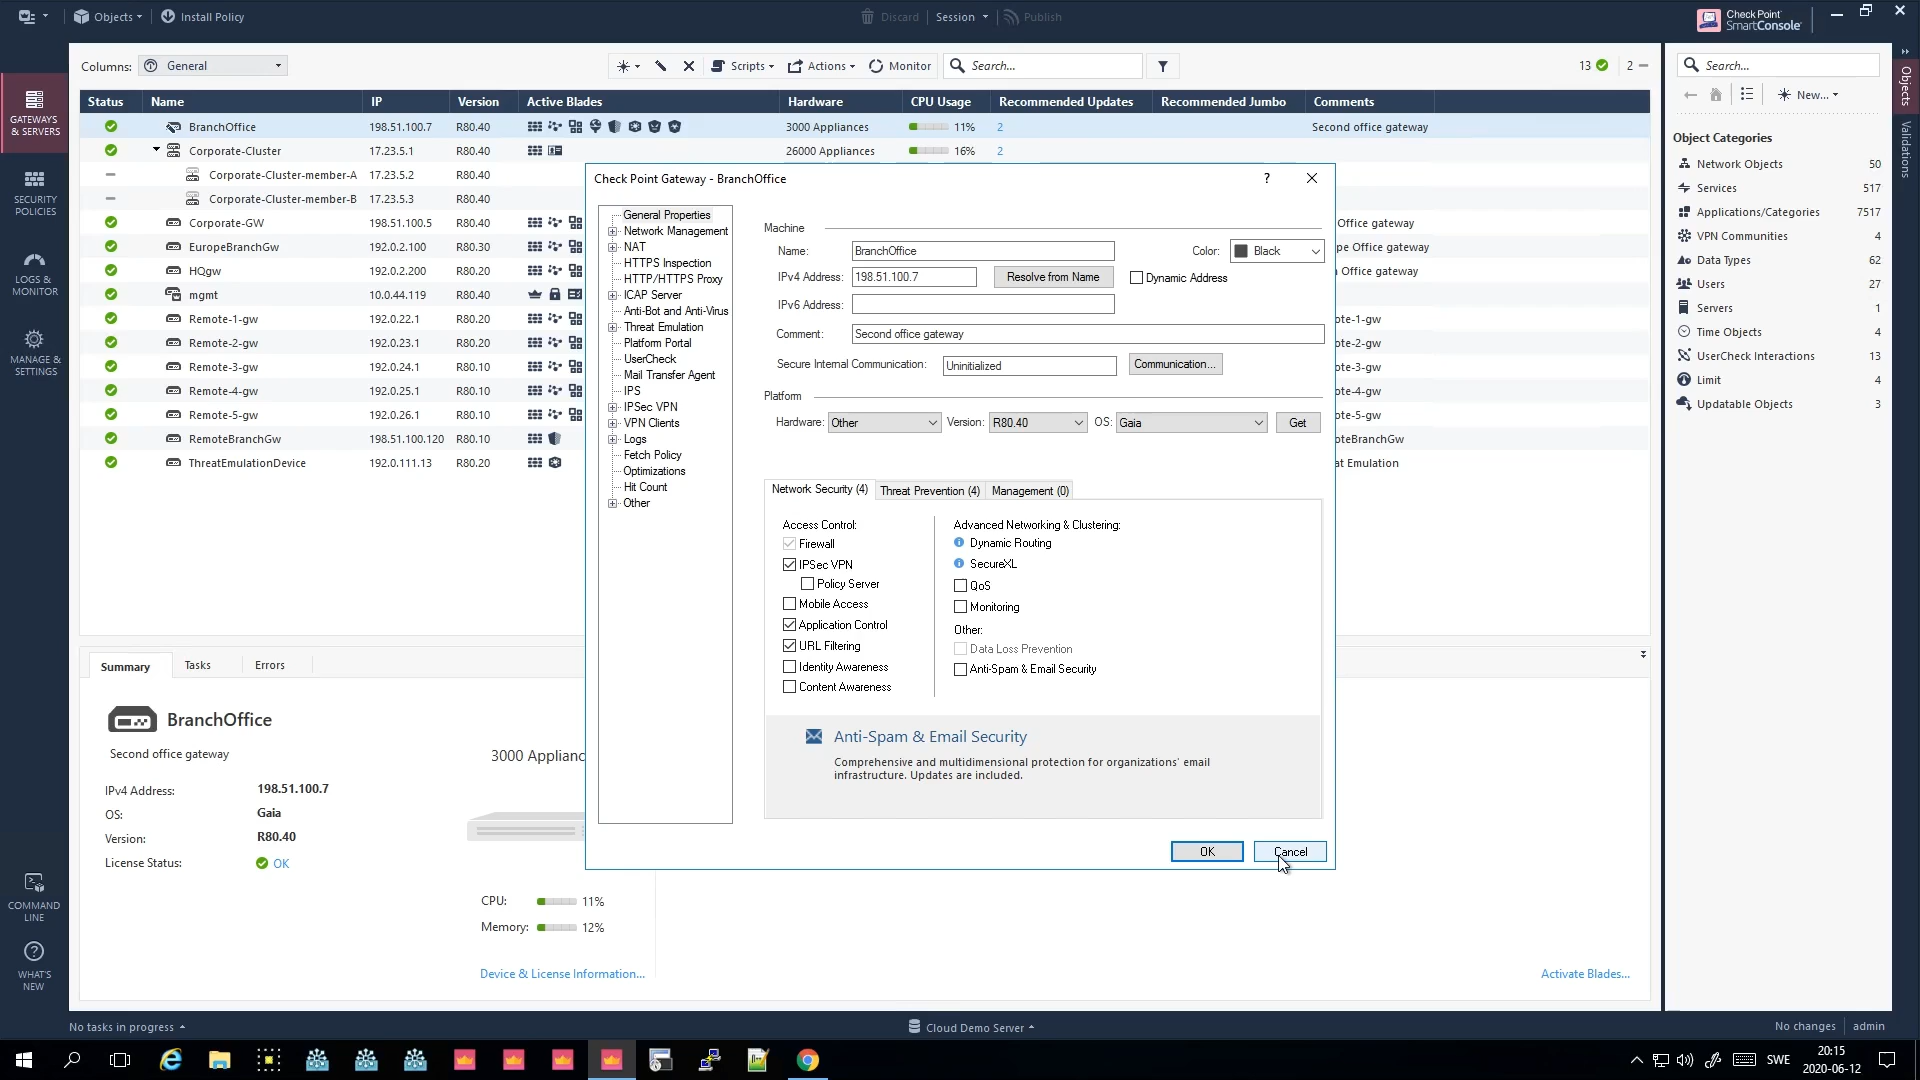 Objects
Install Policy
Discard
Session
Publish
Check Point
SmartConsole
Columns:
General
Scripts
Actions
Monitor
Search...
13
2
Status
Name
IP
Version
Active Blades
Hardware
CPU Usage
Recommended Updates
Recommended Jumbo
Comments
BranchOffice 198.51.100.7 R80.40 3000 Appliances 11% 2 Second office gateway
Corporate-Cluster 17.23.5.1 R80.40 26000 Appliances 16% 2
Corporate-Cluster-member-A 17.23.5.2 R80.40
Corporate-Cluster-member-B 17.23.5.3 R80.40
Corporate-GW 198.51.100.5 R80.40 Office gateway
EuropeBranchGw 192.0.2.100 R80.30 pe Office gateway
HQgw 192.0.2.200 R80.20 Office gateway
mgmt 10.0.44.119 R80.40
Remote-1-gw 192.0.22.1 R80.20 ote-1-gw
Remote-2-gw 192.0.23.1 R80.20 ote-2-gw
Remote-3-gw 192.0.24.1 R80.10 ote-3-gw
Remote-4-gw 192.0.25.1 R80.10 ote-4-gw
Remote-5-gw 192.0.26.1 R80.10 ote-5-gw
RemoteBranchGw 198.51.100.120 R80.10 oteBranchGw
ThreatEmulationDevice 192.0.111.13 R80.20 at Emulation
GATEWAYS
& SERVERS
SECURITY
POLICIES
LOGS &
MONITOR
MANAGE &
SETTINGS
COMMAND
LINE
WHAT'S
NEW
Check Point Gateway - BranchOffice
?
General Properties
Network Management
NAT
HTTPS Inspection
HTTP/HTTPS Proxy
ICAP Server
Anti-Bot and Anti-Virus
Threat Emulation
Platform Portal
UserCheck
Mail Transfer Agent
IPS
IPSec VPN
VPN Clients
Logs
Fetch Policy
Optimizations
Hit Count
Other
Machine
Name: BranchOffice Color: Black
IPv4 Address: 198.51.100.7 Resolve from Name Dynamic Address
IPv6 Address:
Comment: Second office gateway
Secure Internal Communication: Uninitialized Communication...
Platform
Hardware: Other Version: R80.40 OS: Gaia Get
Network Security (4) Threat Prevention (4) Management (0)
Access Control:
Firewall
IPSec VPN
Policy Server
Mobile Access
Application Control
URL Filtering
Identity Awareness
Content Awareness
Advanced Networking & Clustering:
Dynamic Routing
SecureXL
QoS
Monitoring
Other:
Data Loss Prevention
Anti-Spam & Email Security
Anti-Spam & Email Security
Comprehensive and multidimensional protection for organizations' email
infrastructure. Updates are included.
OK
Cancel
Summary
Tasks
Errors
BranchOffice
Second office gateway
IPv4 Address: 198.51.100.7
OS: Gaia
Version: R80.40
License Status: OK
3000 Applianc
CPU: 11%
Memory: 12%
Device & License Information...
Activate Blades...
Search...
New...
Object Categories
Network Objects 50
Services 517
Applications/Categories 7517
VPN Communities 4
Data Types 62
Users 27
Servers 1
Time Objects 4
UserCheck Interactions 13
Limit 4
Updatable Objects 3
Objects
Validations
No tasks in progress
Cloud Demo Server
No changes
admin
SWE
20:15
2020-06-12